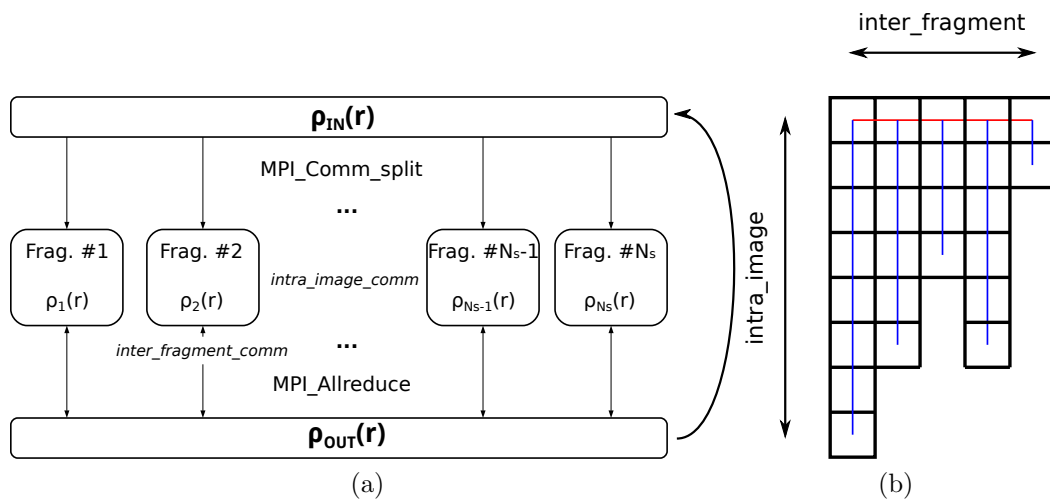 inter_fragment
ρIN(r)
MPI_Comm_split
...
Frag. #1
Frag. #2
Frag. #Ns-1
Frag. #Ns
intra_image_comm
ρ1(r)
ρ2(r)
ρNs-1(r)
ρNs(r)
inter_fragment_comm
...
MPI_Allreduce
ρOUT(r)
intra_image
(a)
(b)